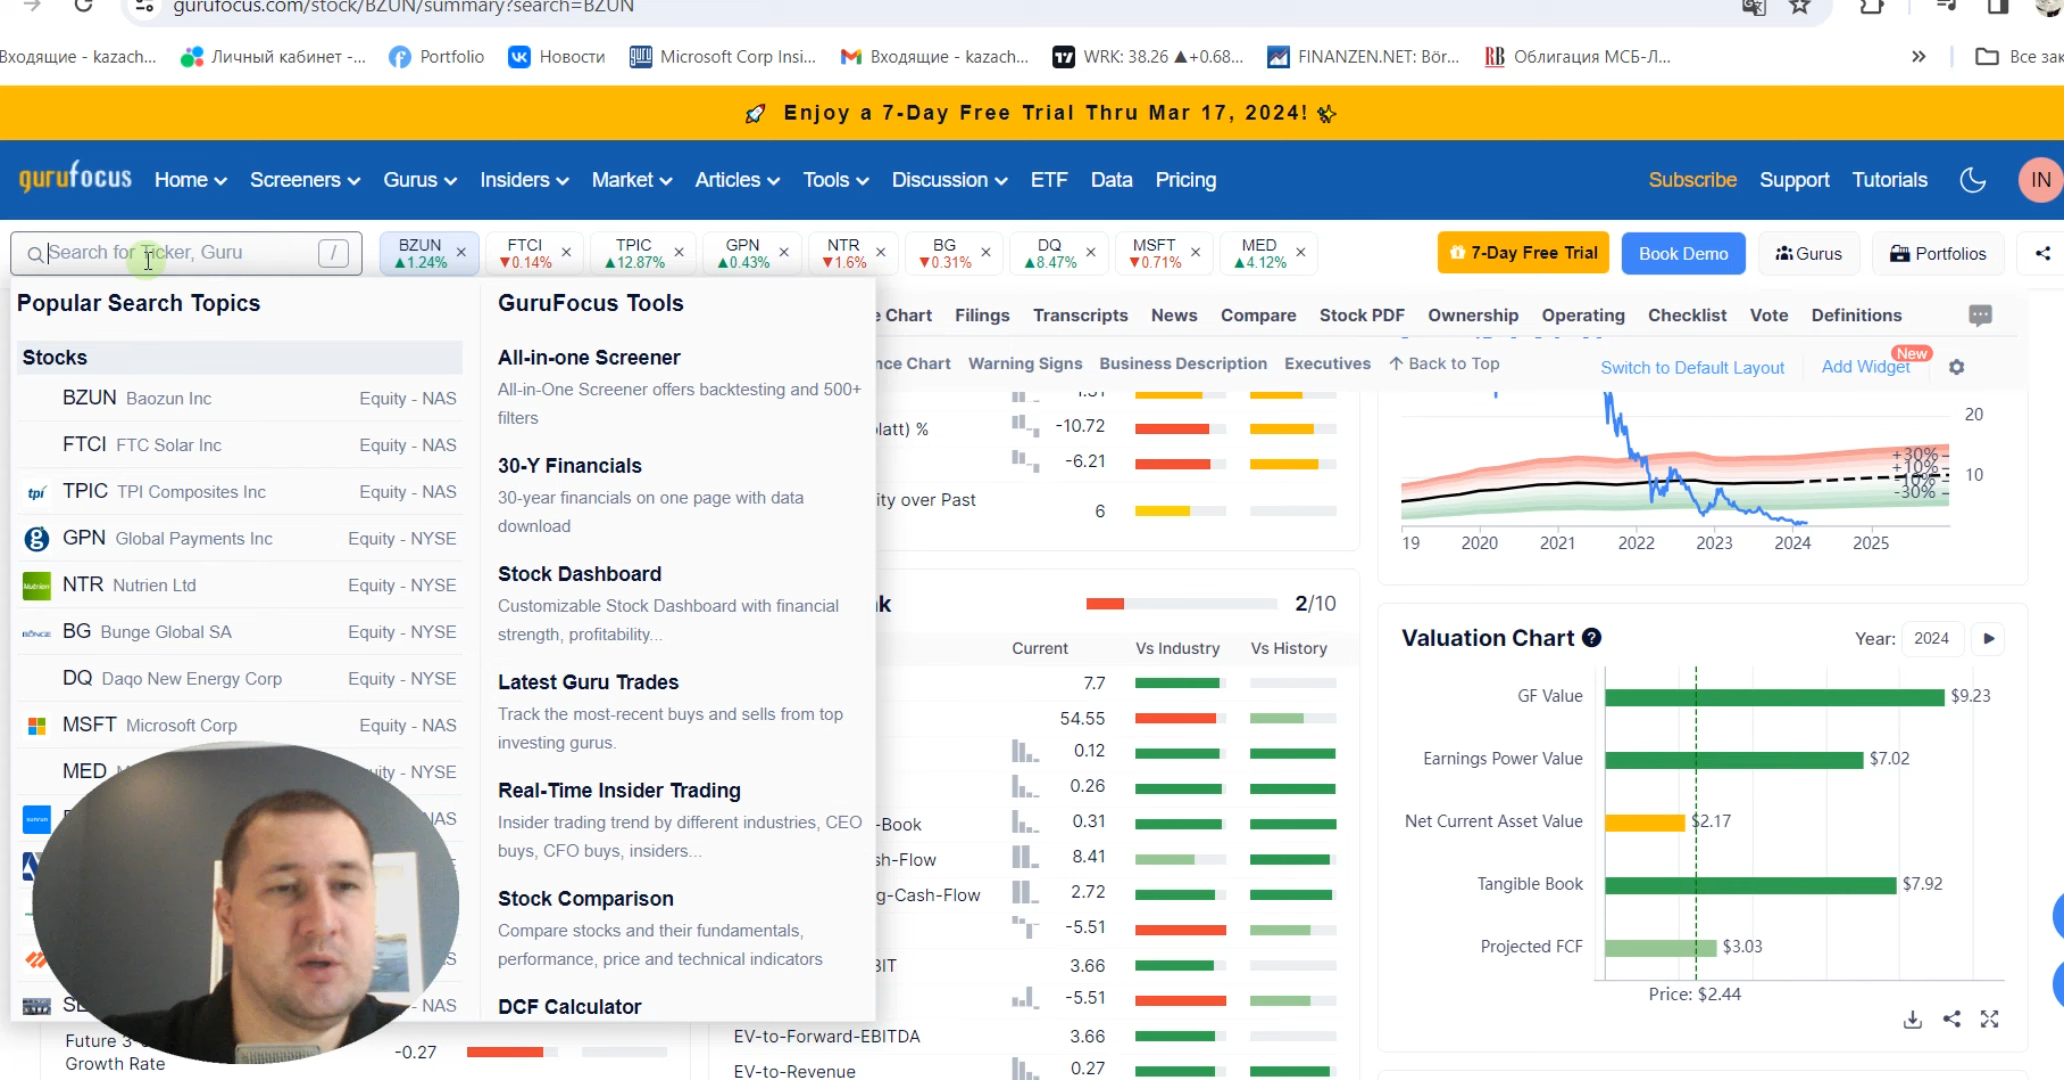 gurufocus.com/stock/BZUN/summary?search=BZUN
Входящие - kazach...
Личный кабинет -...
Portfolio
Новости
Microsoft Corp Insi...
Входящие - kazach...
WRK: 38.26 ▲+0.68...
FINANZEN.NET: Bör...
Облигация МСБ-Л...
»
Все зак
Enjoy a 7-Day Free Trial Thru Mar 17, 2024!
gurufocus
Home
Screeners
Gurus
Insiders
Market
Articles
Tools
Discussion
ETF
Data
Pricing
Subscribe
Support
Tutorials
IN
Search for Ticker, Guru
/
BZUN
▲1.24%
FTCI
▼0.14%
TPIC
▲12.87%
GPN
▲0.43%
NTR
▼1.6%
BG
▼0.31%
DQ
▲8.47%
MSFT
▼0.71%
MED
▲4.12%
7-Day Free Trial
Book Demo
Gurus
Portfolios
e Chart
Filings
Transcripts
News
Compare
Stock PDF
Ownership
Operating
Checklist
Vote
Definitions
nce Chart
Warning Signs
Business Description
Executives
↑ Back to Top
Switch to Default Layout
Add Widget
New
Popular Search Topics
Stocks
BZUN Baozun Inc Equity - NAS
FTCI FTC Solar Inc Equity - NAS
tpi TPIC TPI Composites Inc Equity - NAS
GPN Global Payments Inc Equity - NYSE
Nutrien NTR Nutrien Ltd Equity - NYSE
BUNGE BG Bunge Global SA Equity - NYSE
DQ Daqo New Energy Corp Equity - NYSE
MSFT Microsoft Corp Equity - NAS
MED uity - NYSE
sunrun NAS
- NAS
GuruFocus Tools
All-in-one Screener
All-in-One Screener offers backtesting and 500+
filters
30-Y Financials
30-year financials on one page with data
download
Stock Dashboard
Customizable Stock Dashboard with financial
strength, profitability...
Latest Guru Trades
Track the most-recent buys and sells from top
investing gurus.
Real-Time Insider Trading
Insider trading trend by different industries, CEO
buys, CFO buys, insiders...
Stock Comparison
Compare stocks and their fundamentals,
performance, price and technical indicators
DCF Calculator
Future 3-
Growth Rate
-0.27
latt) % -10.72
-6.21
ity over Past
6
nk 2/10
Current Vs Industry Vs History
7.7
54.55
0.12
0.26
-Book 0.31
sh-Flow 8.41
g-Cash-Flow 2.72
-5.51
BIT 3.66
-5.51
EV-to-Forward-EBITDA 3.66
EV-to-Revenue 0.27
20
10
+30%
+10%
-10%
-30%
19 2020 2021 2022 2023 2024 2025
Valuation Chart
Year: 2024
GF Value $9.23
Earnings Power Value $7.02
Net Current Asset Value $2.17
Tangible Book $7.92
Projected FCF $3.03
Price: $2.44